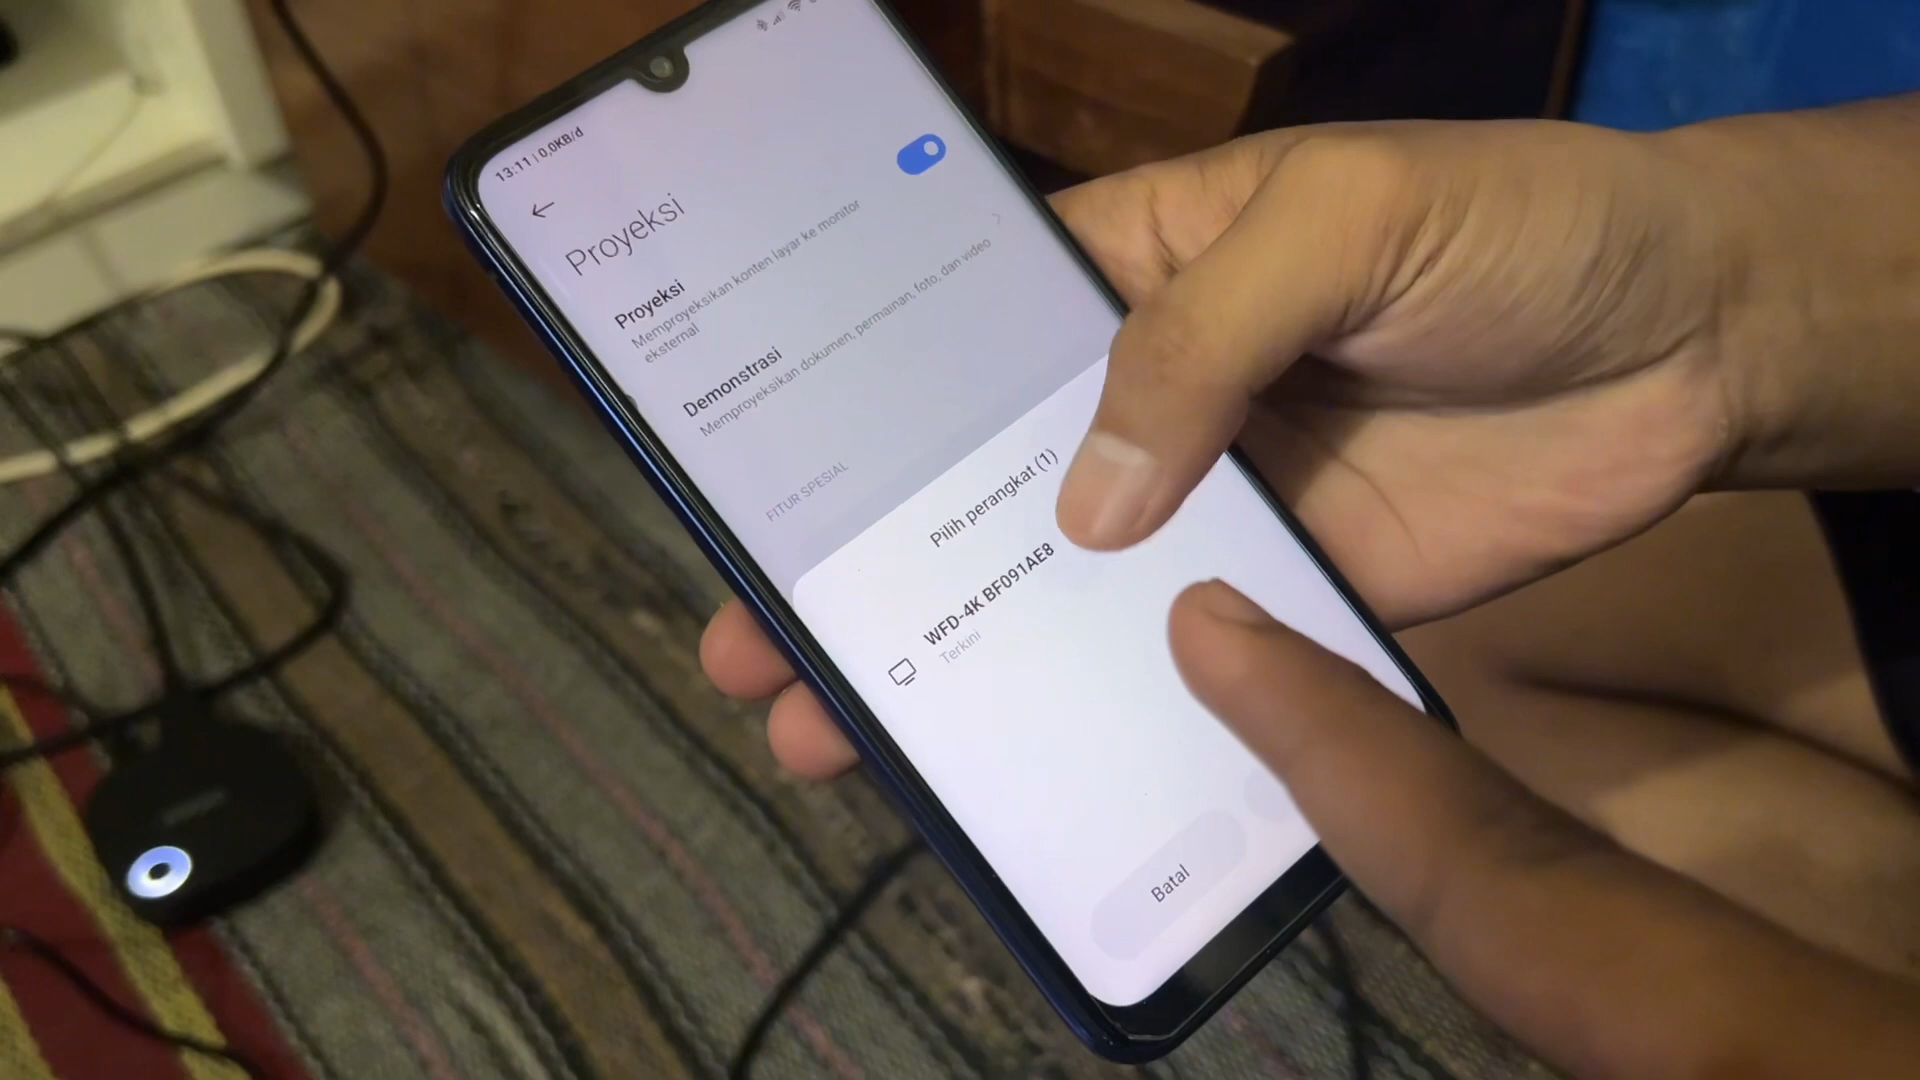 13:11 | 0,0KB/d
Proyeksi
Proyeksi
Memproyeksikan konten layar ke monitor
eksternal
Demonstrasi
Memproyeksikan dokumen, permainan, foto, dan video
FITUR SPESIAL
Pilih perangkat (1)
WFD-4K BF091AE8
Terkini
Batal